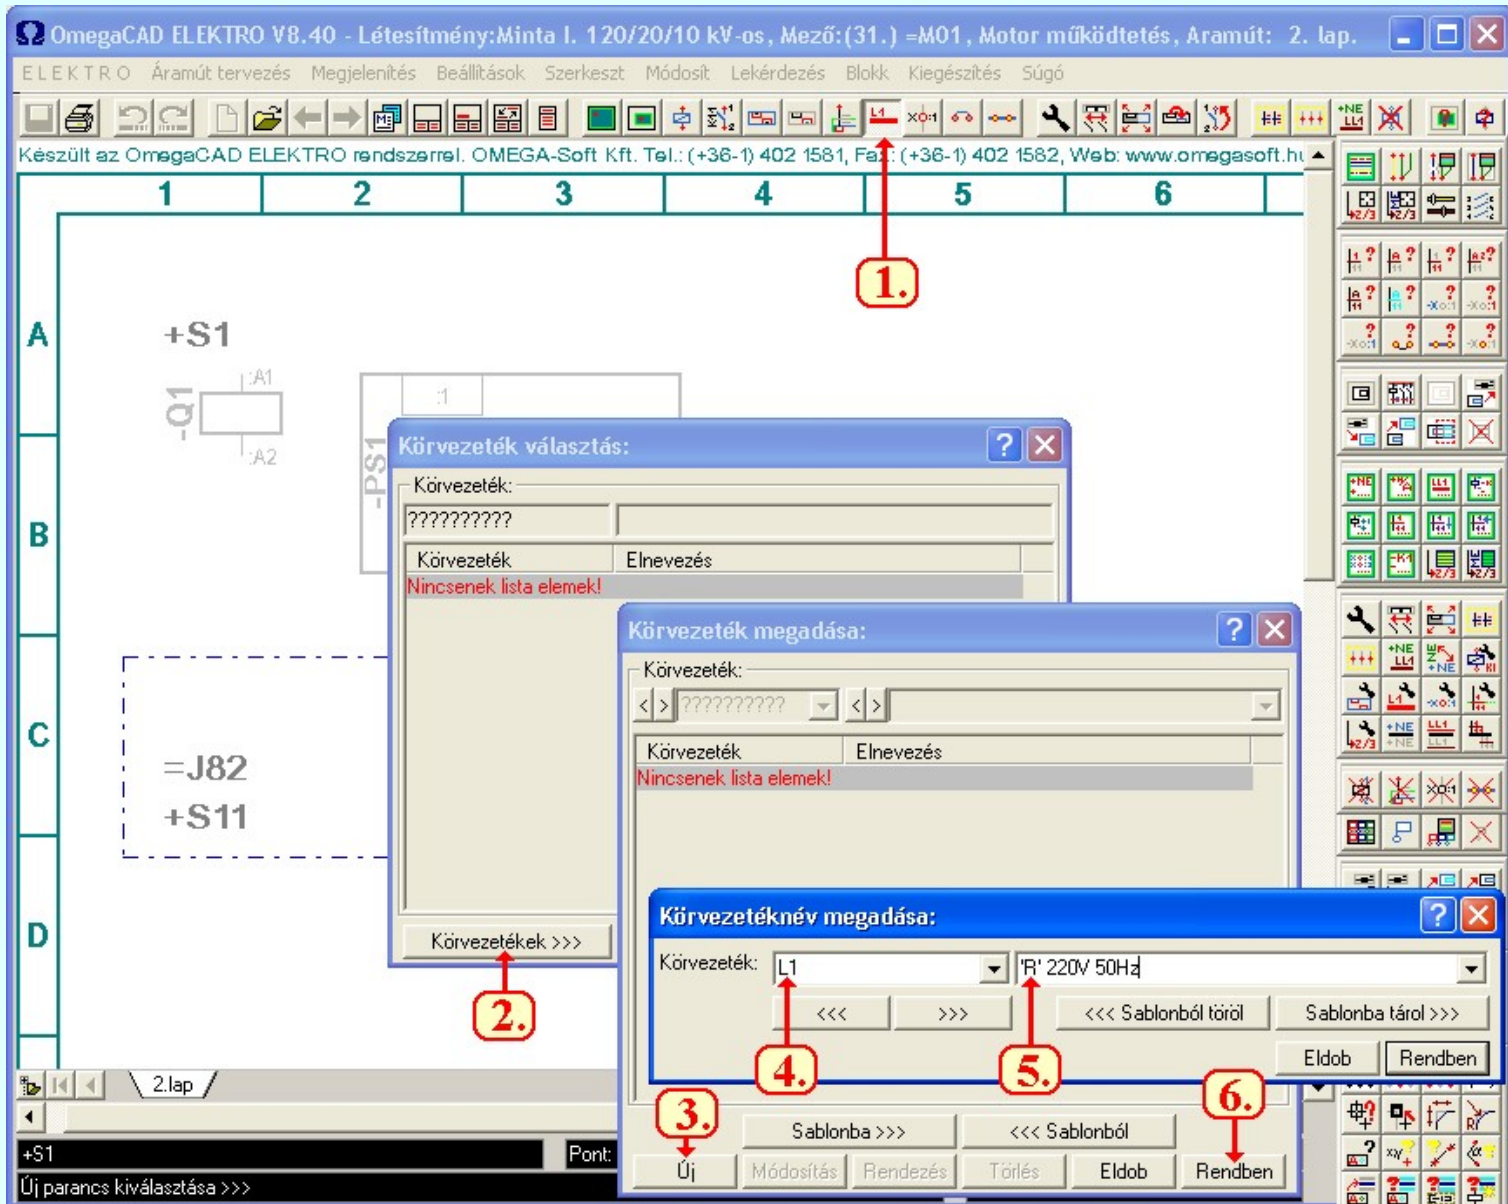 OmegaCAD ELEKTRO V8.40 - Létesítmény:Minta I. 120/20/10 kV-os, Mező:(31.) =M01, Motor működtetés, Áramút: 2. lap.
ELEKTRO Áramút tervezés Megjelenítés Beállítások Szerkeszt Módosít Lekérdezés Blokk Kiegészítés Súgó
Készült az OmegaCAD ELEKTRO rendszerrel. OMEGA-Soft Kft. Tel.: (+36-1) 402 1581, Fax: (+36-1) 402 1582, Web: www.omegasoft.hu
1 2 3 4 5 6
1.
A
+S1
-Q1
:A1
:A2
:1
-PS1
B
C
=J82
+S11
D
Körvezeték választás:
Körvezeték:
??????????
Körvezeték Elnevezés
Nincsenek lista elemek!
Körvezetékek >>>
2.
Körvezeték megadása:
Körvezeték:
< > ?????????? < >
Körvezeték Elnevezés
Nincsenek lista elemek!
Körvezetéknév megadása:
Körvezeték: L1 'R' 220V 50Hz
<<< >>> <<< Sablonból töröl Sablonba tárol >>>
Eldob Rendben
4. 5.
3. 6.
Sablonba >>> <<< Sablonból
Új Módosítás Rendezés Törlés Eldob Rendben
2.lap
+S1 Pont:
Új parancs kiválasztása >>>